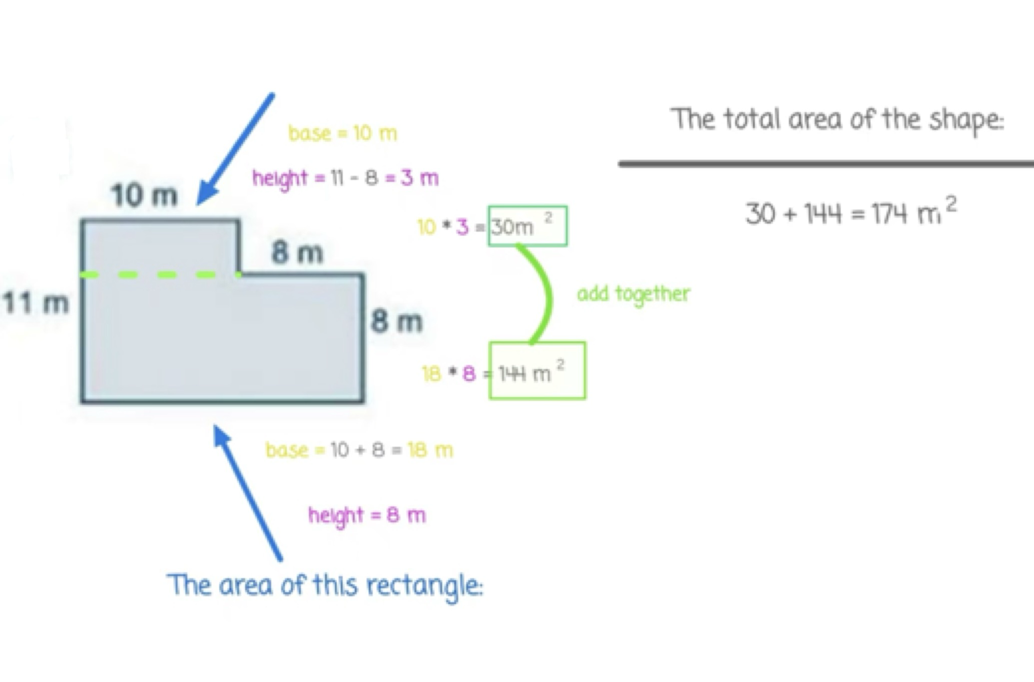 The total area of the shape:
base = 10 m
height = 11 - 8 = 3 m
10 m
10 * 3 = 30m 2
30 + 144 = 174 m 2
8 m
11 m
8 m
add together
18 * 8 = 144 m 2
base = 10 + 8 = 18 m
height = 8 m
The area of this rectangle: